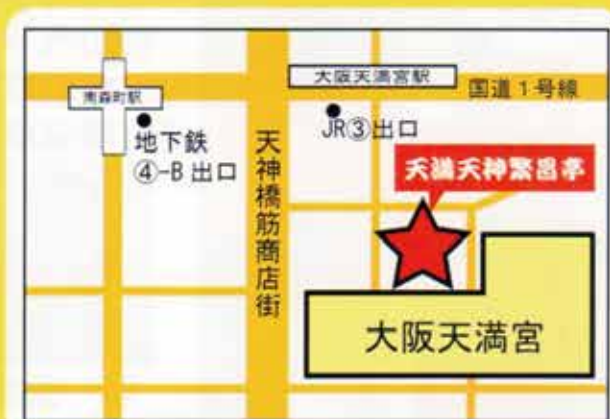 南森町駅
地下鉄
④-B 出口
天神橋筋商店街
大阪天満宮駅
JR③出口
国道1号線
天満天神繁昌亭
大阪天満宮